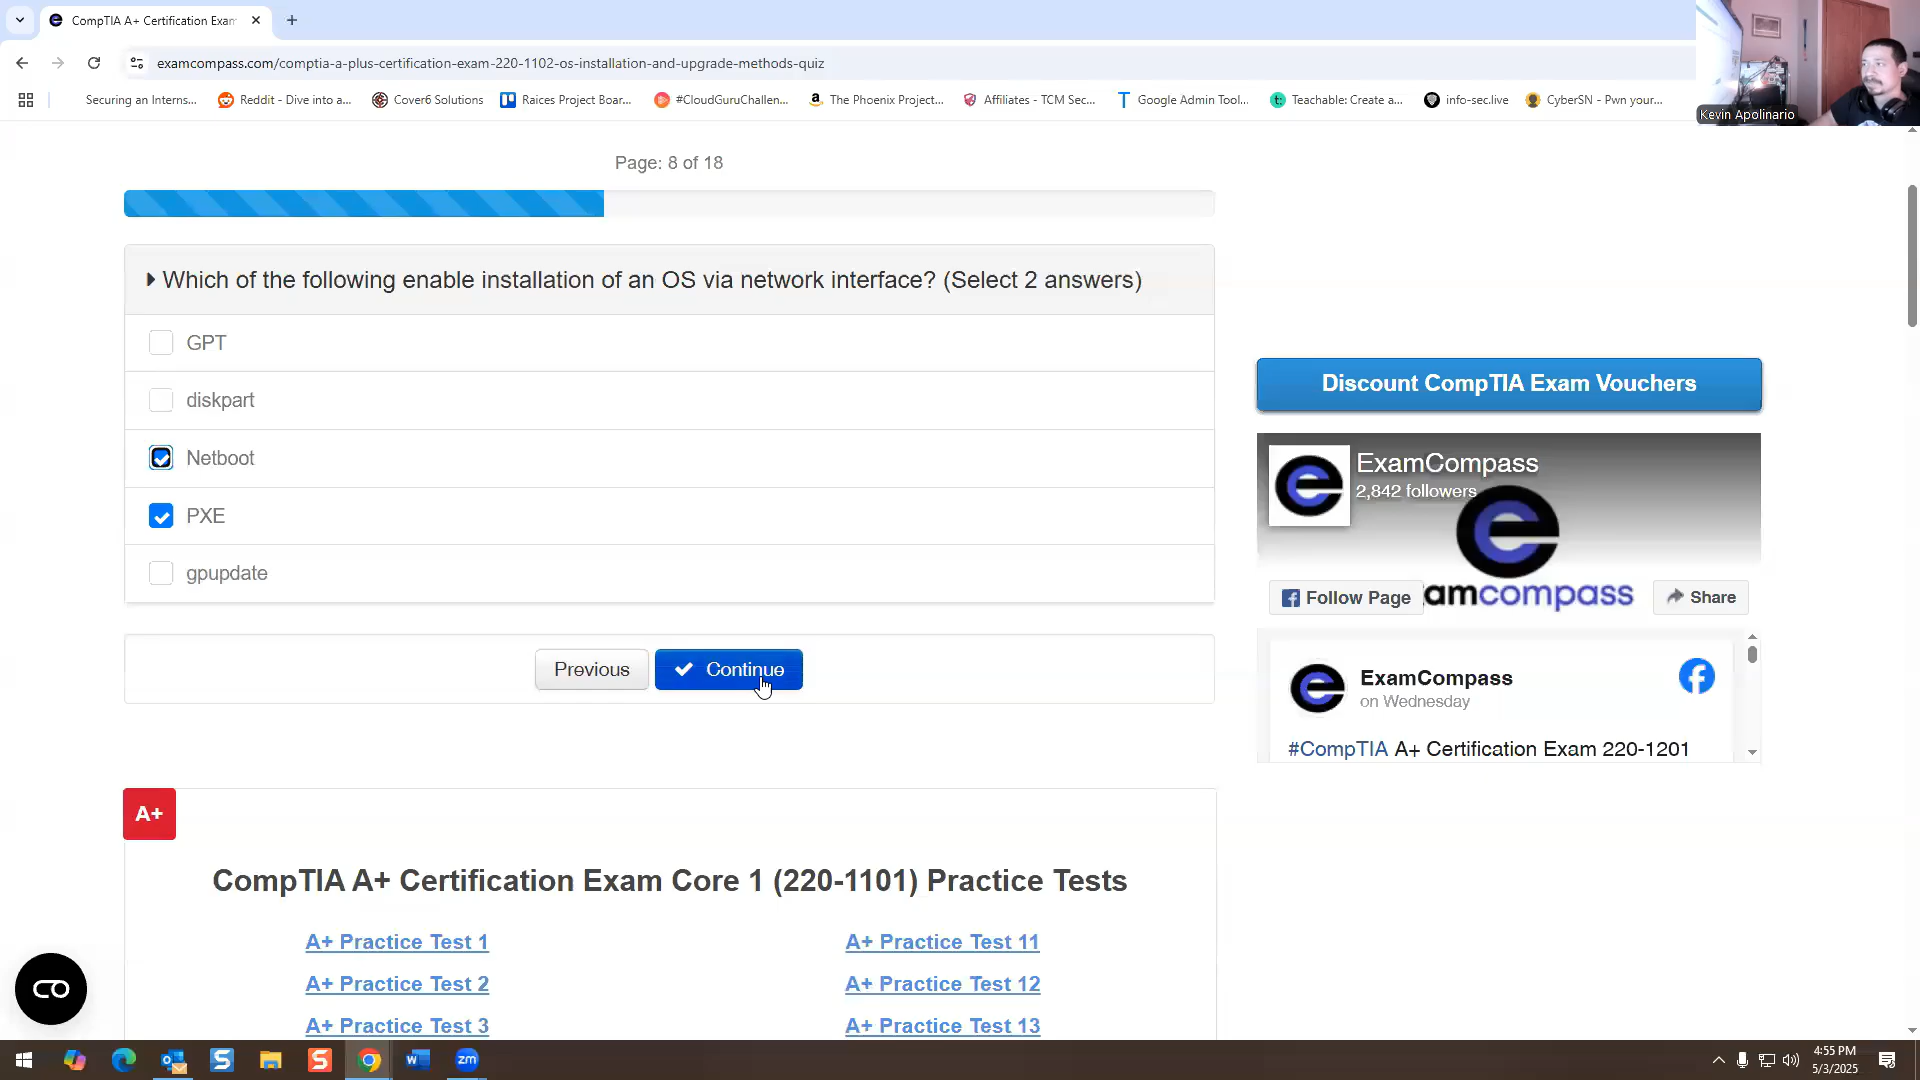 CompTIA A+ Certification Exam
examcompass.com/comptia-a-plus-certification-exam-220-1102-os-installation-and-upgrade-methods-quiz
Securing an Interns...
Reddit - Dive into a...
Cover6 Solutions
Raices Project Boar...
#CloudGuruChallen...
The Phoenix Project...
Affiliates - TCM Sec...
Google Admin Tool...
Teachable: Create a...
info-sec.live
CyberSN - Pwn your...
Kevin Apolinario
Page: 8 of 18
Which of the following enable installation of an OS via network interface? (Select 2 answers)
GPT
diskpart
Netboot
PXE
gpupdate
Previous
Continue
Discount CompTIA Exam Vouchers
ExamCompass
2,842 followers
Follow Page
amcompass
Share
ExamCompass
on Wednesday
#CompTIA A+ Certification Exam 220-1201
A+
CompTIA A+ Certification Exam Core 1 (220-1101) Practice Tests
A+ Practice Test 1
A+ Practice Test 11
A+ Practice Test 2
A+ Practice Test 12
A+ Practice Test 3
A+ Practice Test 13
CO
zm
4:55 PM
5/3/2025